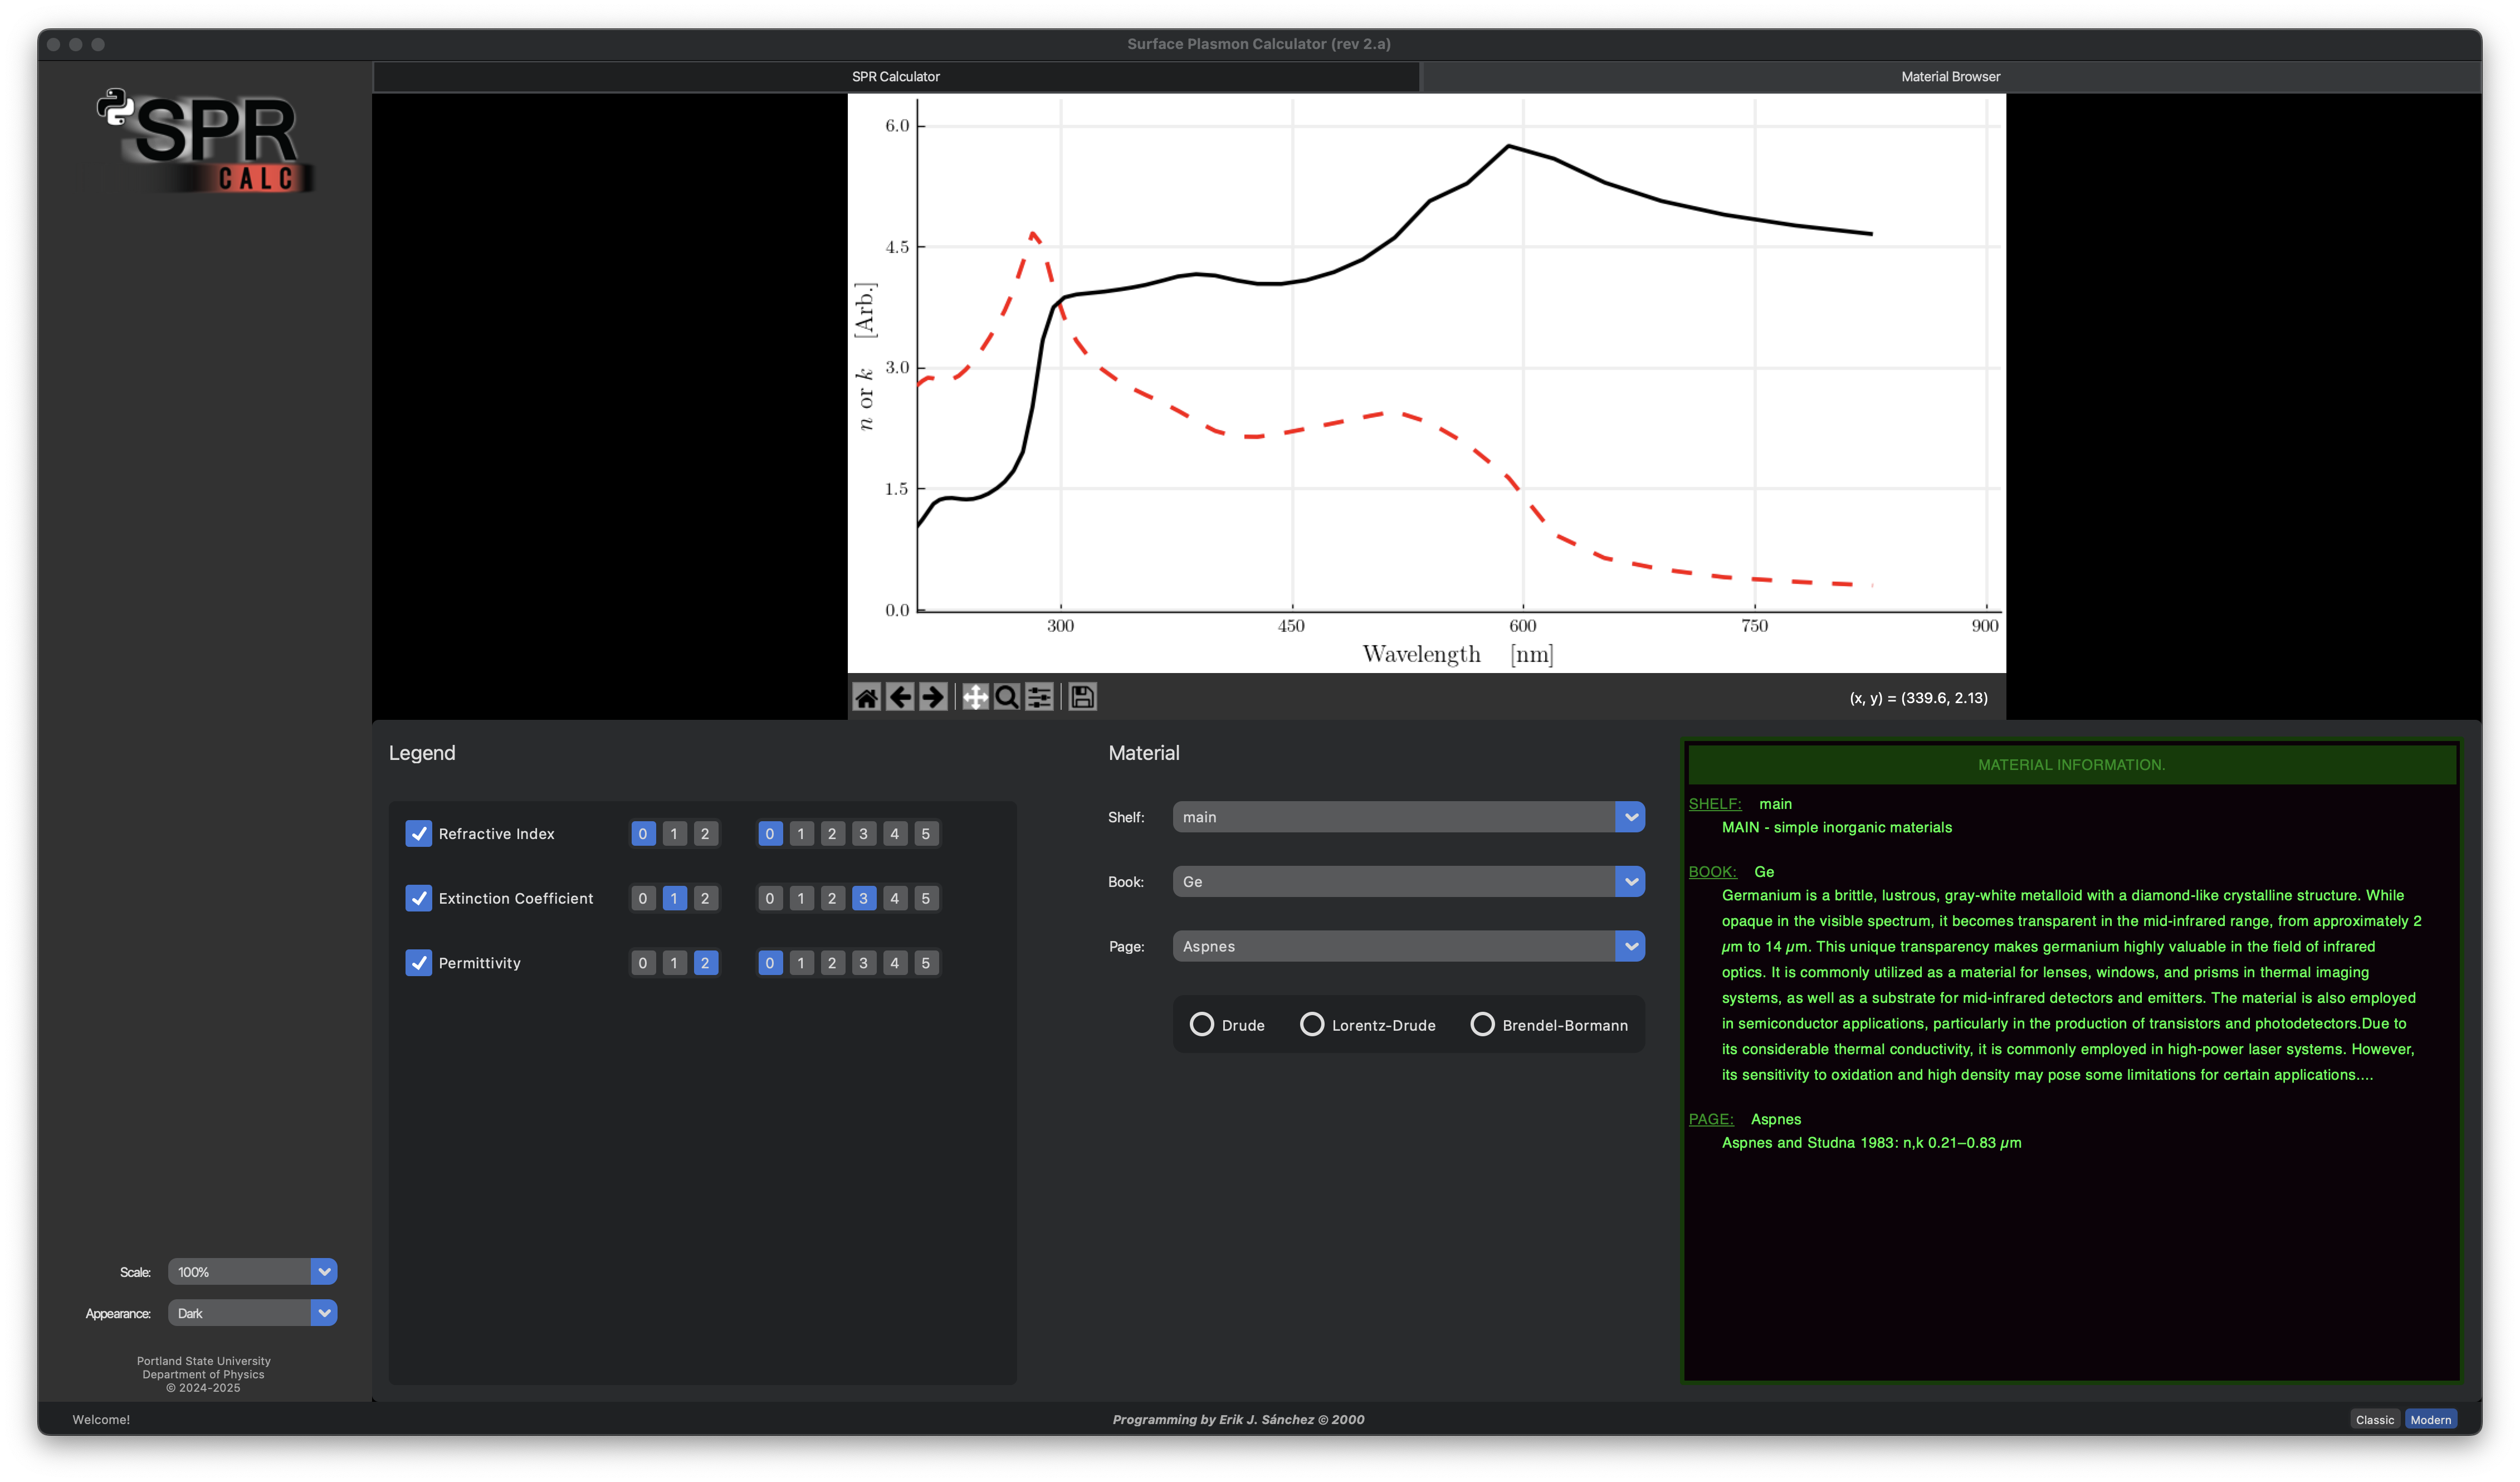 Surface Plasmon Calculator (rev 2.a)
SPR
CALC
SPR Calculator
Material Browser
6.0
4.5
3.0
1.5
0.0
n or k [Arb.]
300
450
600
750
900
Wavelength [nm]
(x, y) = (339.6, 2.13)
Legend
Refractive Index 0 1 2 0 1 2 3 4 5
Extinction Coefficient 0 1 2 0 1 2 3 4 5
Permittivity 0 1 2 0 1 2 3 4 5
Material
Shelf: main
Book: Ge
Page: Aspnes
Drude Lorentz-Drude Brendel-Bormann
MATERIAL INFORMATION.
SHELF: main
MAIN - simple inorganic materials
BOOK: Ge
Germanium is a brittle, lustrous, gray-white metalloid with a diamond-like crystalline structure. While
opaque in the visible spectrum, it becomes transparent in the mid-infrared range, from approximately 2
μm to 14 μm. This unique transparency makes germanium highly valuable in the field of infrared
optics. It is commonly utilized as a material for lenses, windows, and prisms in thermal imaging
systems, as well as a substrate for mid-infrared detectors and emitters. The material is also employed
in semiconductor applications, particularly in the production of transistors and photodetectors.Due to
its considerable thermal conductivity, it is commonly employed in high-power laser systems. However,
its sensitivity to oxidation and high density may pose some limitations for certain applications....
PAGE: Aspnes
Aspnes and Studna 1983: n,k 0.21–0.83 μm
Scale: 100%
Appearance: Dark
Portland State University
Department of Physics
© 2024-2025
Welcome!
Programming by Erik J. Sánchez © 2000
Classic Modern